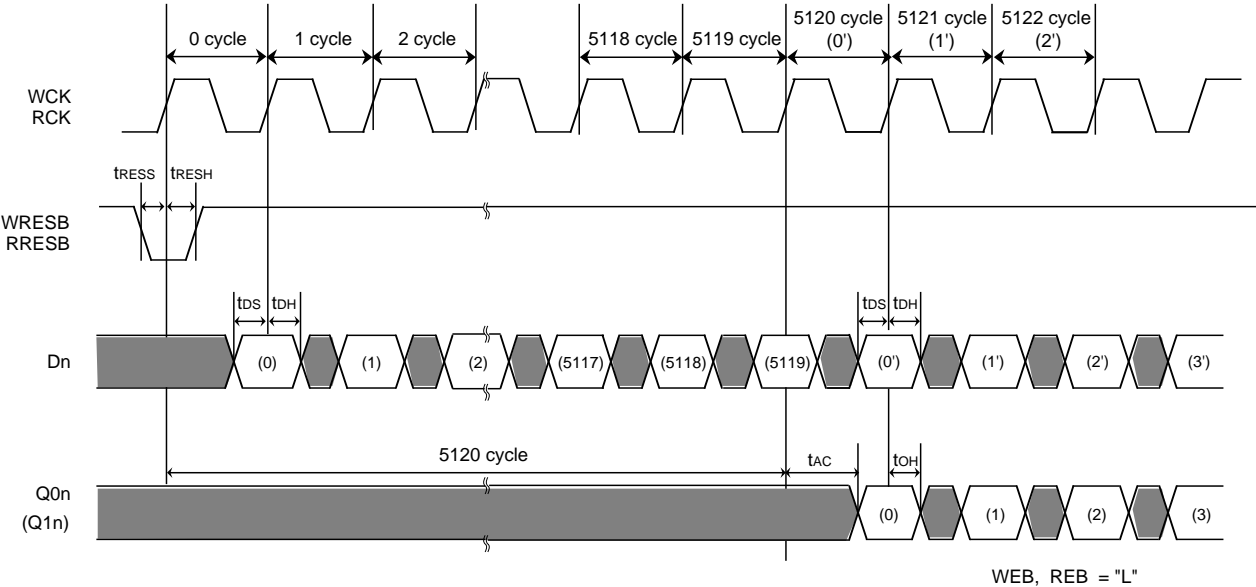 0 cycle 1 cycle 2 cycle 5118 cycle 5119 cycle 5120 cycle (0') 5121 cycle (1') 5122 cycle (2')
WCK
RCK
tRESS tRESH
WRESB
RRESB
tDS tDH tDS tDH
Dn (0) (1) (2) (5117) (5118) (5119) (0') (1') (2') (3')
5120 cycle tAC tOH
Q0n
(Q1n) (0) (1) (2) (3)
WEB, REB = "L"